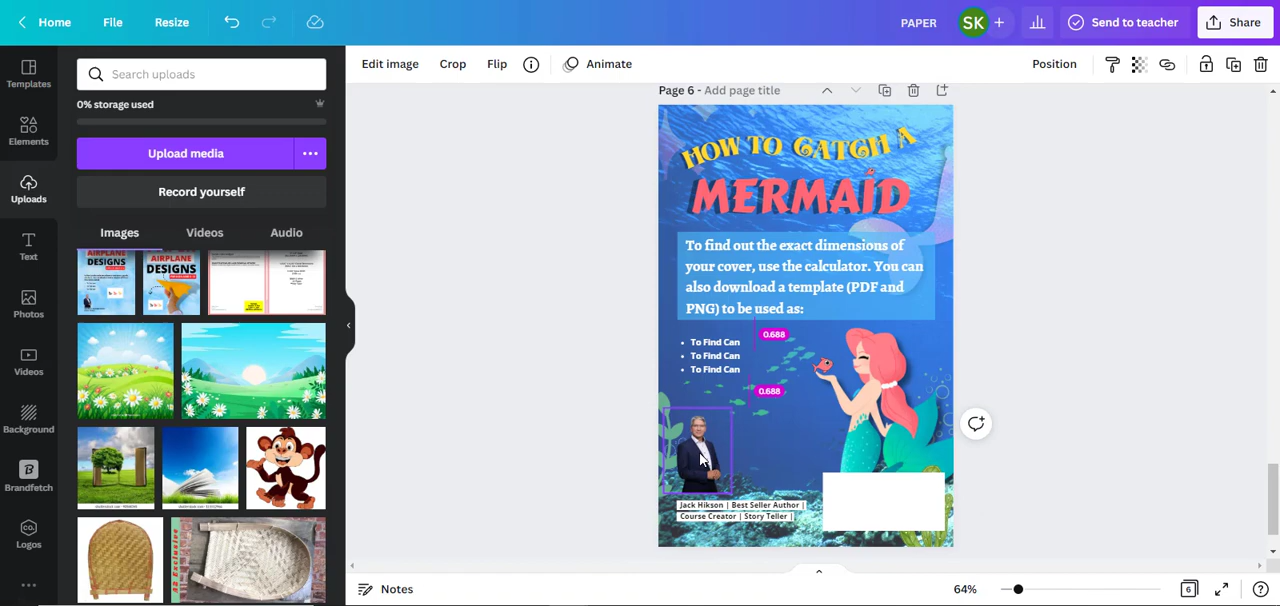 Home File Resize PAPER SK + Send to teacher Share
Search uploads
0% storage used
Upload media
Record yourself
Images Videos Audio
Templates
Elements
Uploads
Text
Photos
Videos
Background
Brandfetch
Logos
AIRPLANE
DESIGNS
AIRPLANE
DESIGNS
Edit image Crop Flip Animate Position
Page 6 - Add page title
HOW TO CATCH A
MERMAID
To find out the exact dimensions of
your cover, use the calculator. You can
also download a template (PDF and
PNG) to be used as:
0.688
• To Find Can
• To Find Can
• To Find Can
0.688
Jack Hikson | Best Seller Author |
Course Creator | Story Teller |
Notes 64% 6